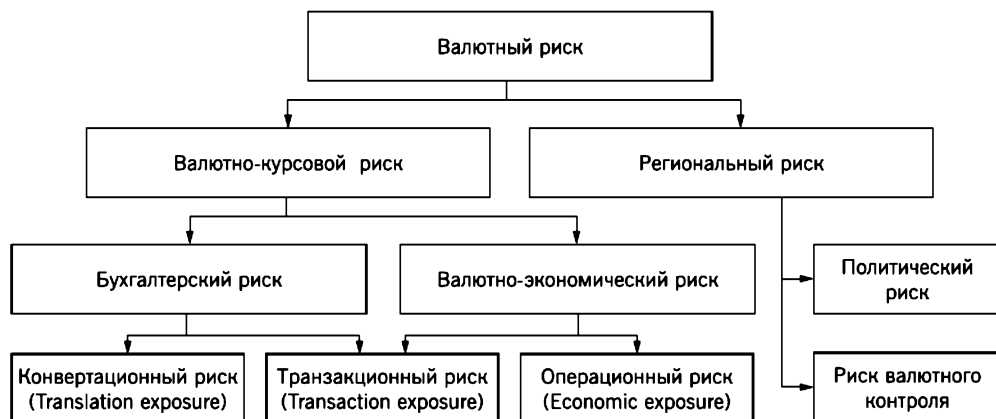 Валютный риск
Валютно-курсовой риск
Региональный риск
Бухгалтерский риск
Валютно-экономический риск
Политический
риск
Конвертационный риск
(Translation exposure)
Транзакционный риск
(Transaction exposure)
Операционный риск
(Economic exposure)
Риск валютного
контроля